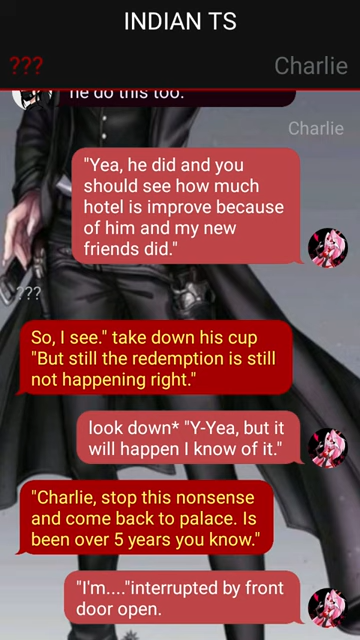 INDIAN TS
???
Charlie
he do this too.
Charlie
"Yea, he did and you
should see how much
hotel is improve because
of him and my new
friends did."
???
So, I see." take down his cup
"But still the redemption is still
not happening right."
look down* "Y-Yea, but it
will happen I know of it."
"Charlie, stop this nonsense
and come back to palace. Is
been over 5 years you know."
"I'm...."interrupted by front
door open.